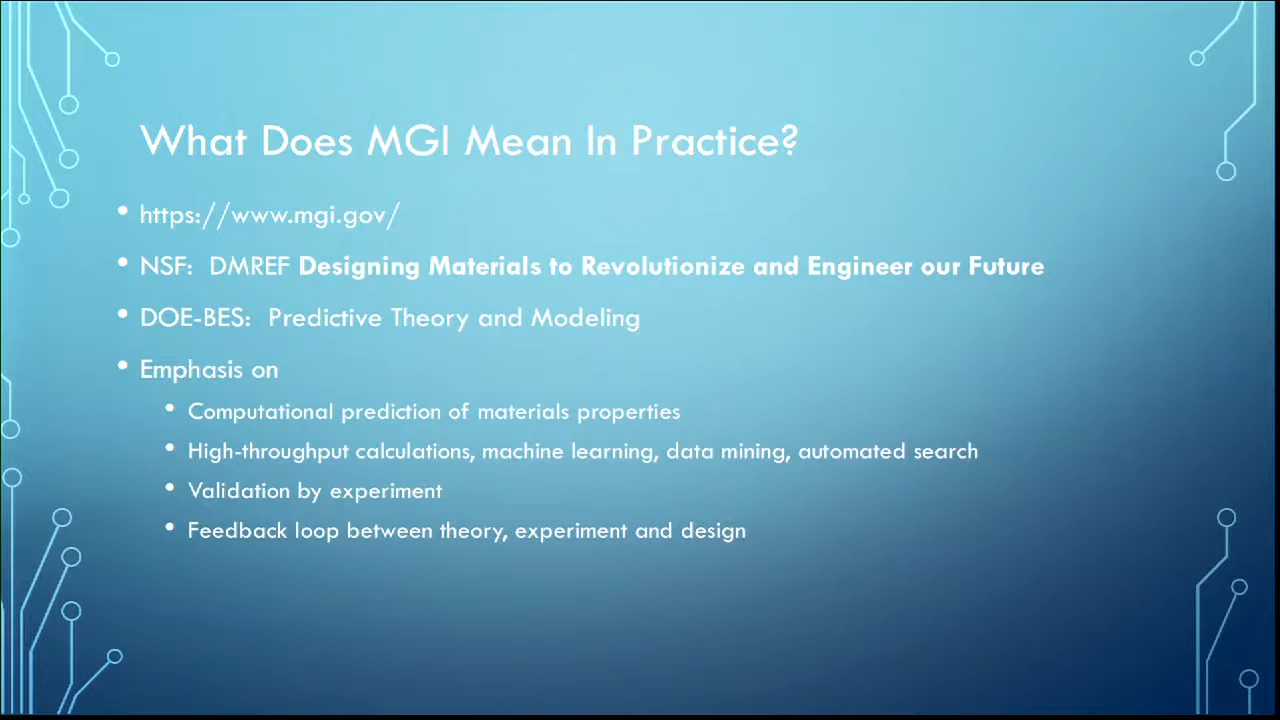 What Does MGI Mean In Practice?
• https://www.mgi.gov/
• NSF:  DMREF Designing Materials to Revolutionize and Engineer our Future
• DOE-BES:  Predictive Theory and Modeling
• Emphasis on
• Computational prediction of materials properties
• High-throughput calculations, machine learning, data mining, automated search
• Validation by experiment
• Feedback loop between theory, experiment and design